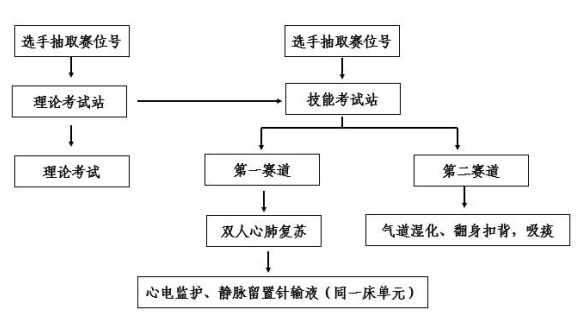 选手抽取赛位号
选手抽取赛位号
理论考试站
技能考试站
理论考试
第一赛道
第二赛道
双人心肺复苏
气道湿化、翻身扣背，吸痰
心电监护、静脉留置针输液（同一床单元）